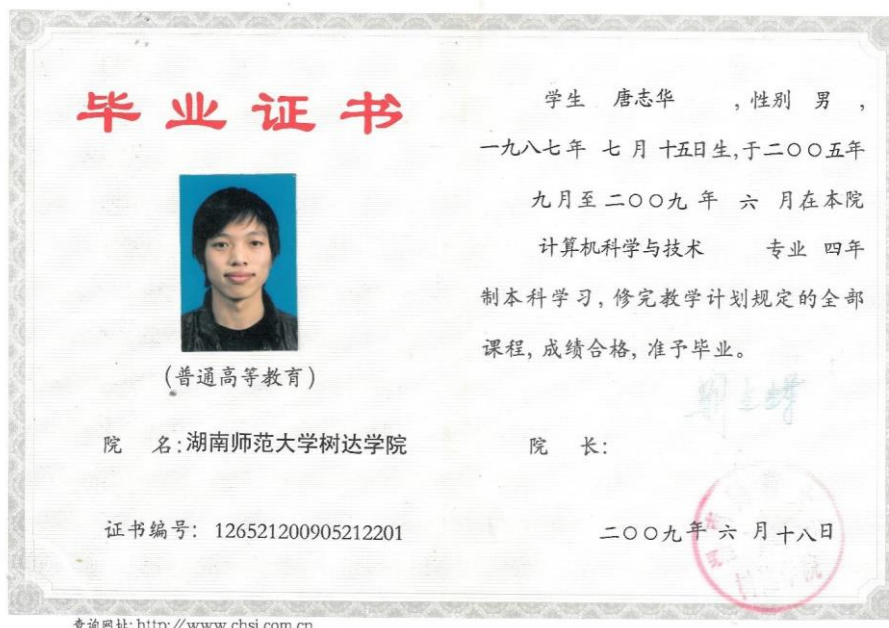 毕业证书
(普通高等教育)
院 名:湖南师范大学树达学院
证书编号: 126521200905212201
学生 唐志华 ,性别 男 ,
一九八七年 七 月 十五日生,于二〇〇五年
九月至二〇〇九 年 六 月在本院
计算机科学与技术 专业 四年
制本科学习, 修完教学计划规定的全部
课程, 成绩合格, 准予毕业。
院 长:
二〇〇九年 六 月十八日
查询网址: http://www.chsi.com.cn